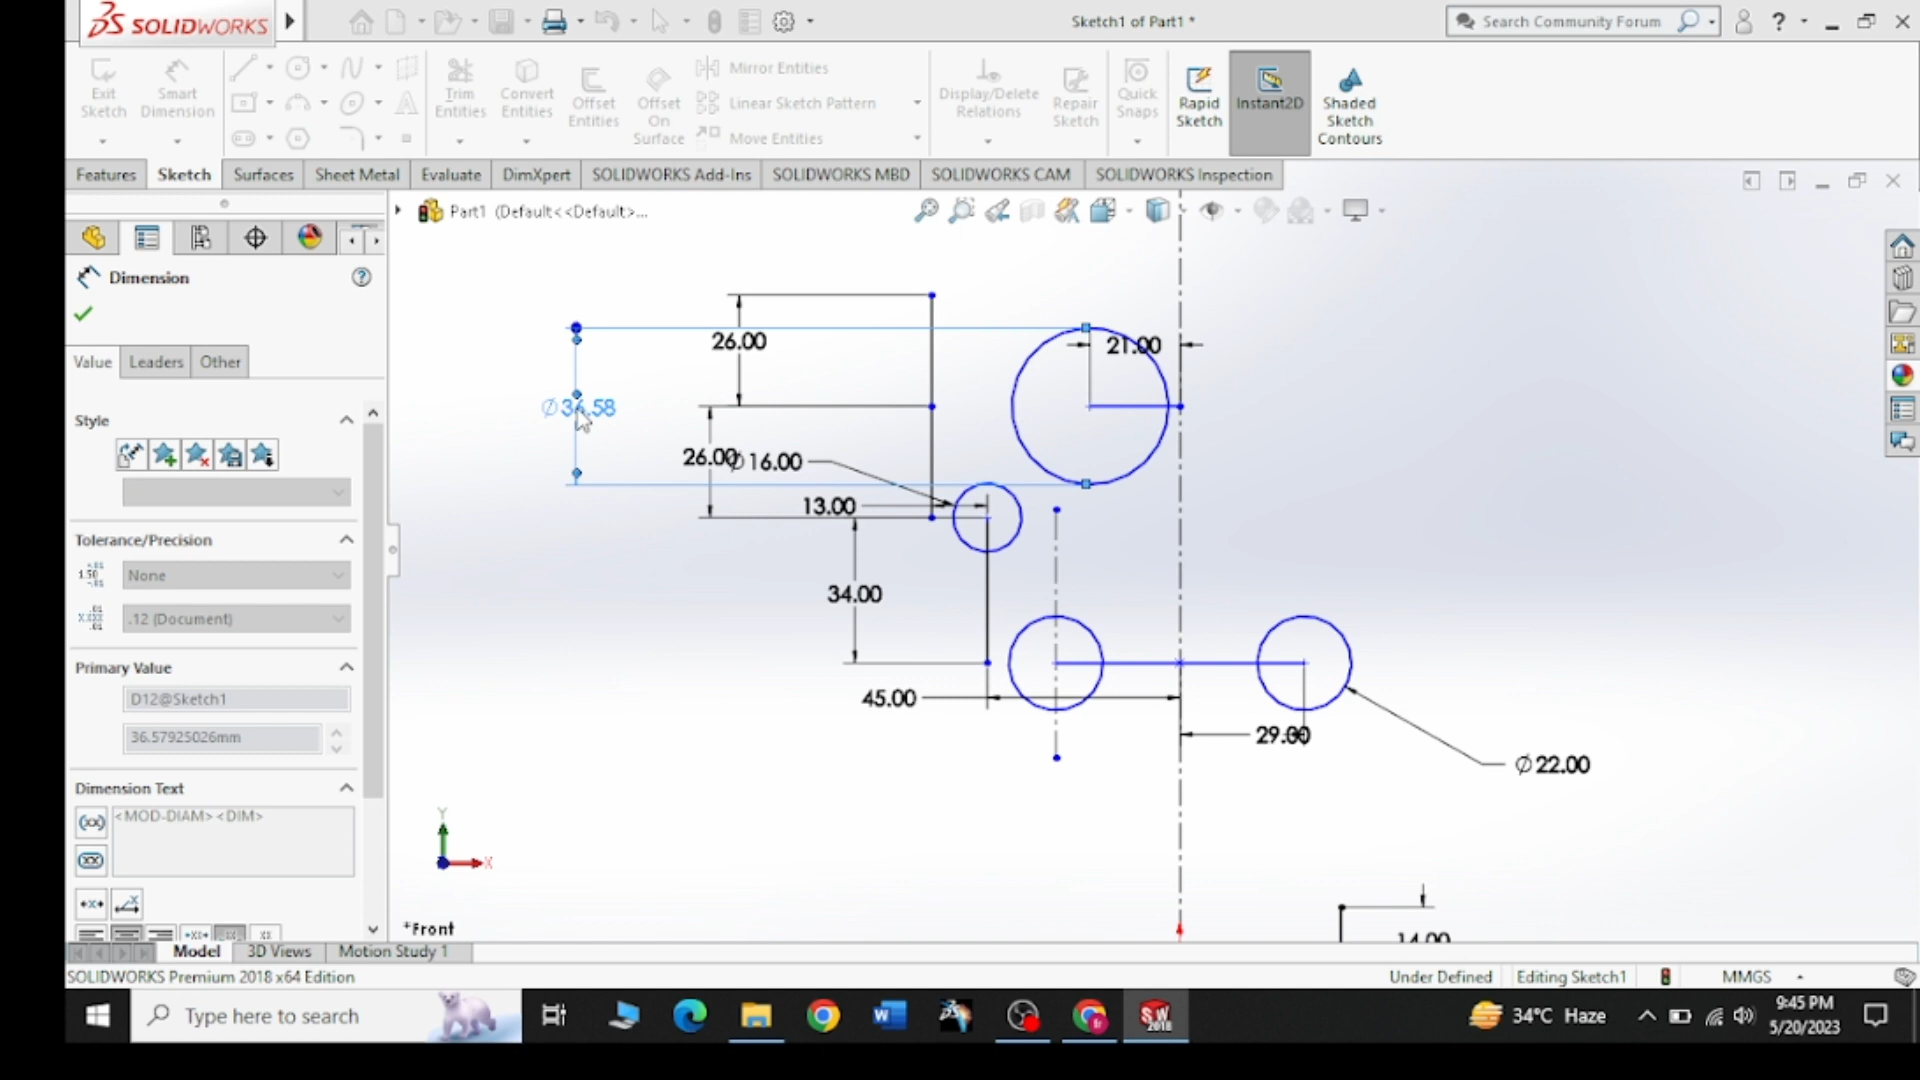 SOLIDWORKS
Sketch1 of Part1 *
Search Community Forum
?
Exit Sketch
Smart Dimension
Trim Entities
Convert Entities
Offset Entities
Offset On Surface
Mirror Entities
Linear Sketch Pattern
Move Entities
Display/Delete Relations
Repair Sketch
Quick Snaps
Rapid Sketch
Instant2D
Shaded Sketch Contours
Features Sketch Surfaces Sheet Metal Evaluate DimXpert SOLIDWORKS Add-Ins SOLIDWORKS MBD SOLIDWORKS CAM SOLIDWORKS Inspection
Part1 (Default<<Default>...
Dimension
?
Value Leaders Other
Style
Tolerance/Precision
None
.12 (Document)
Primary Value
D12@Sketch1
36.57925026mm
Dimension Text
<MOD-DIAM><DIM>
26.00
21.00
26.00
⌀16.00
13.00
34.00
45.00
29.00
⌀22.00
14.00
Y
X
*Front
Model 3D Views Motion Study 1
SOLIDWORKS Premium 2018 x64 Edition
Under Defined Editing Sketch1 MMGS
Type here to search
34°C Haze
9:45 PM
5/20/2023